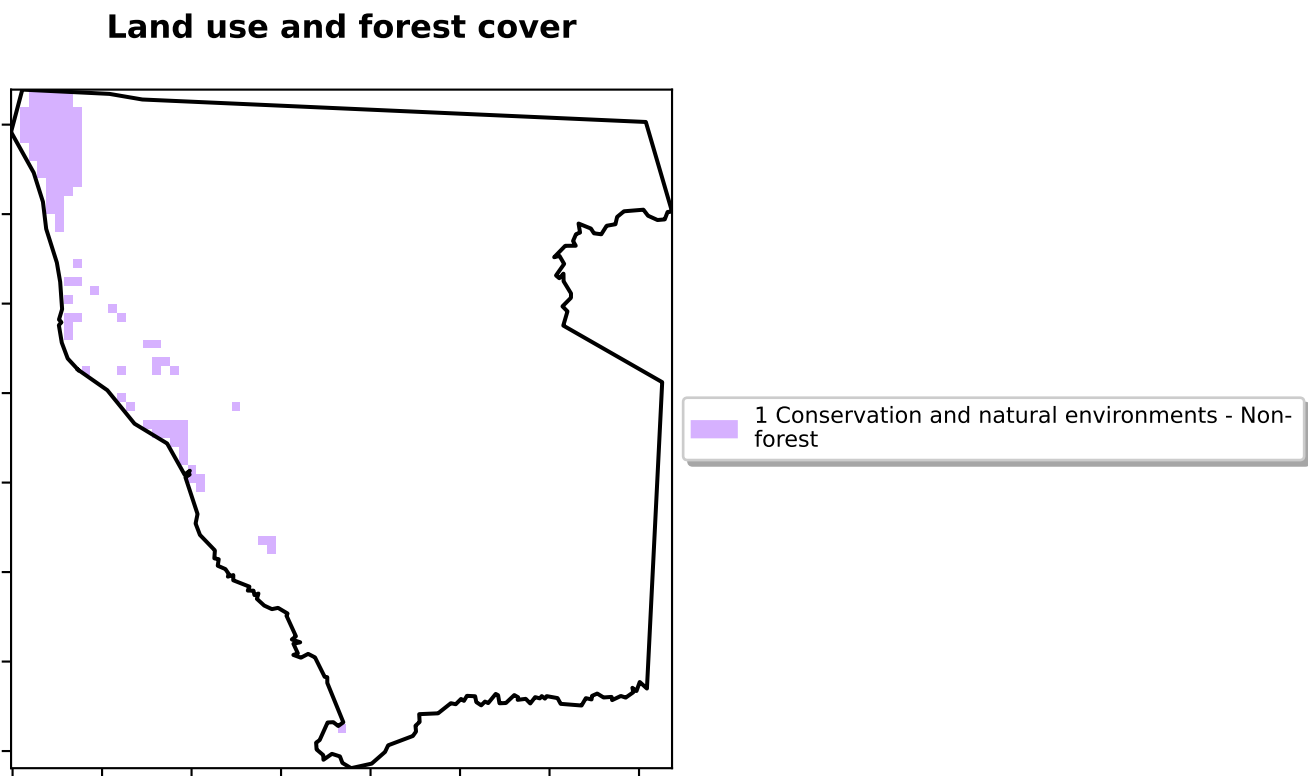 Land use and forest cover
1 Conservation and natural environments - Non-
forest